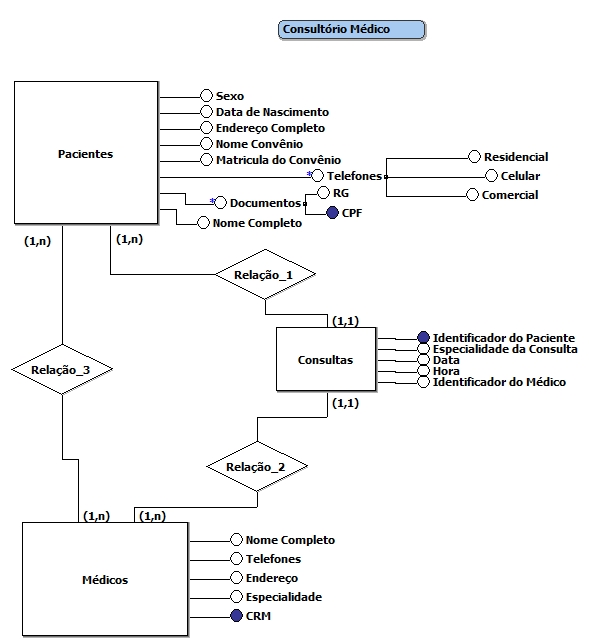 Consultório Médico
Pacientes
Sexo
Data de Nascimento
Endereço Completo
Nome Convênio
Matricula do Convênio
*Telefones
Residencial
Celular
Comercial
*Documentos
RG
CPF
Nome Completo
(1,n)
(1,n)
Relação_1
(1,1)
Consultas
Identificador do Paciente
Especialidade da Consulta
Data
Hora
Identificador do Médico
(1,1)
Relação_3
Relação_2
(1,n)
(1,n)
Médicos
Nome Completo
Telefones
Endereço
Especialidade
CRM